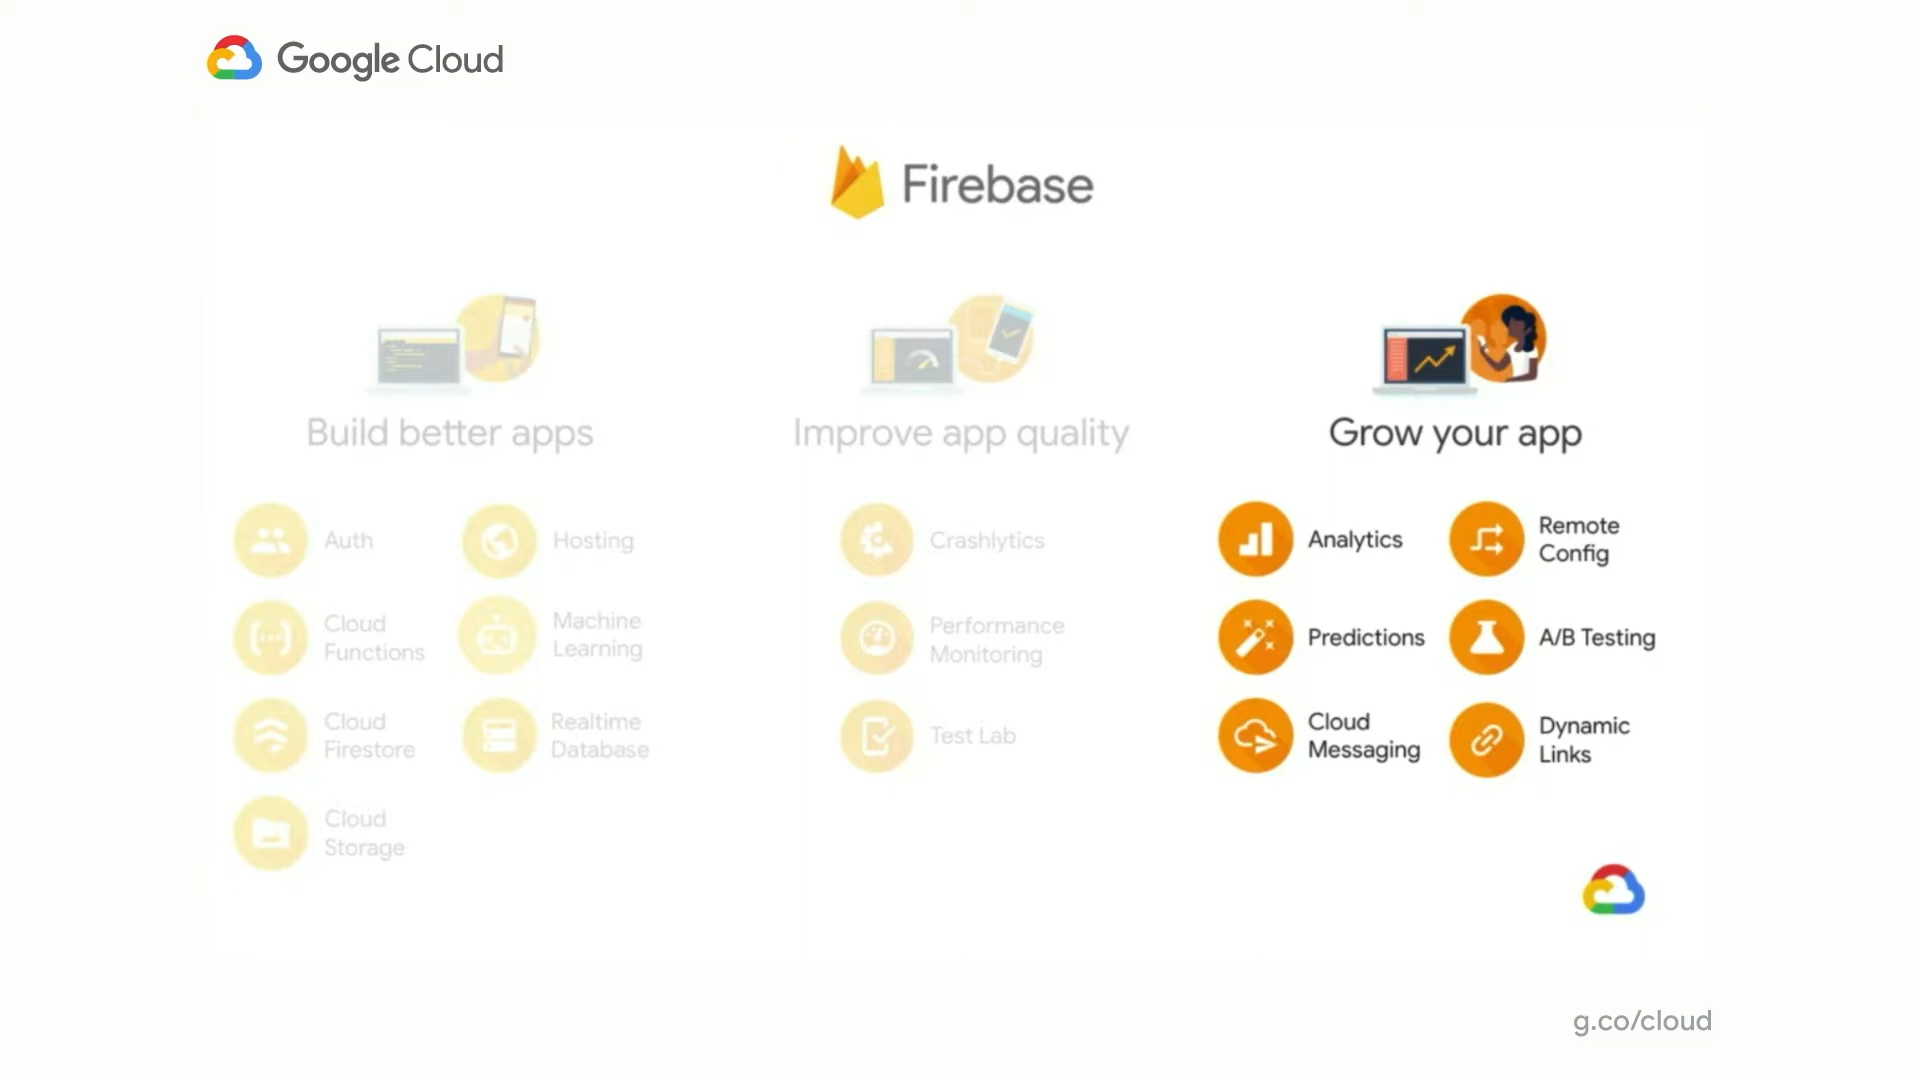 Google Cloud
Firebase
Build better apps
Auth
Hosting
Cloud
Functions
Machine
Learning
Cloud
Firestore
Realtime
Database
Cloud
Storage
Improve app quality
Crashlytics
Performance
Monitoring
Test Lab
Grow your app
Analytics
Remote
Config
Predictions
A/B Testing
Cloud
Messaging
Dynamic
Links
g.co/cloud